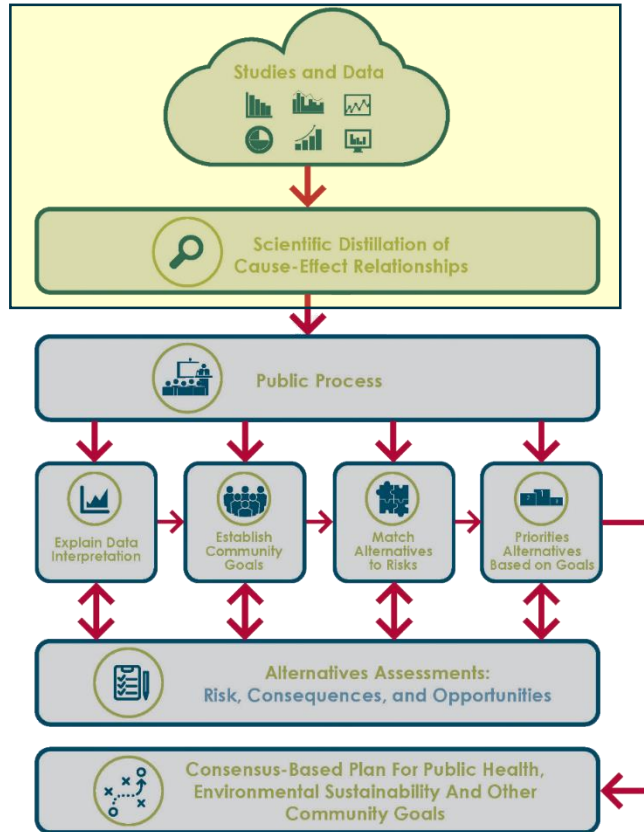 Studies and Data
Scientific Distillation of
Cause-Effect Relationships
Public Process
Explain Data
Interpretation
Establish
Community
Goals
Match
Alternatives
to Risks
Priorities
Alternatives
Based on Goals
Alternatives Assessments:
Risk, Consequences, and Opportunities
Consensus-Based Plan For Public Health,
Environmental Sustainability And Other
Community Goals